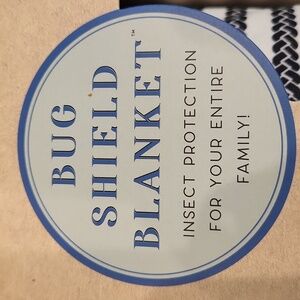 BUG
SHIELD
BLANKET™
INSECT PROTECTION
FOR YOUR ENTIRE
FAMILY!